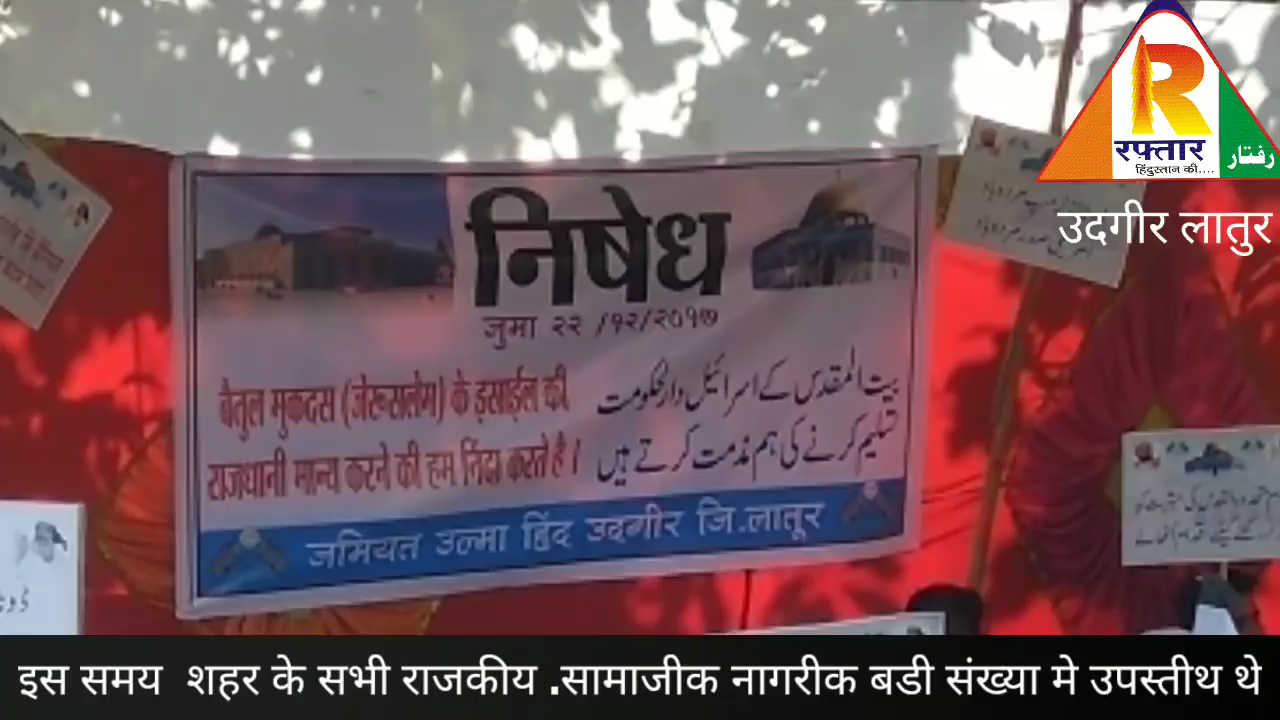 R
रफ़्तार
رفتار
हिंदुस्तान की....
उदगीर लातुर
निषेध
जुमा २२ /१२/२०१७
बैतुल मुकदस (जेरूसलेम) के इस्राईल की
राजधानी मान्य करने की हम निंदा करते है ।
بیت المقدس کے اسرائیل دارالحکومت
تسلیم کرنے کی ہم مذمت کرتے ہیں
जमियत उल्मा हिंद उदगीर जि.लातूर
इस समय शहर के सभी राजकीय .सामाजीक नागरीक बडी संख्या मे उपस्तीथ थे